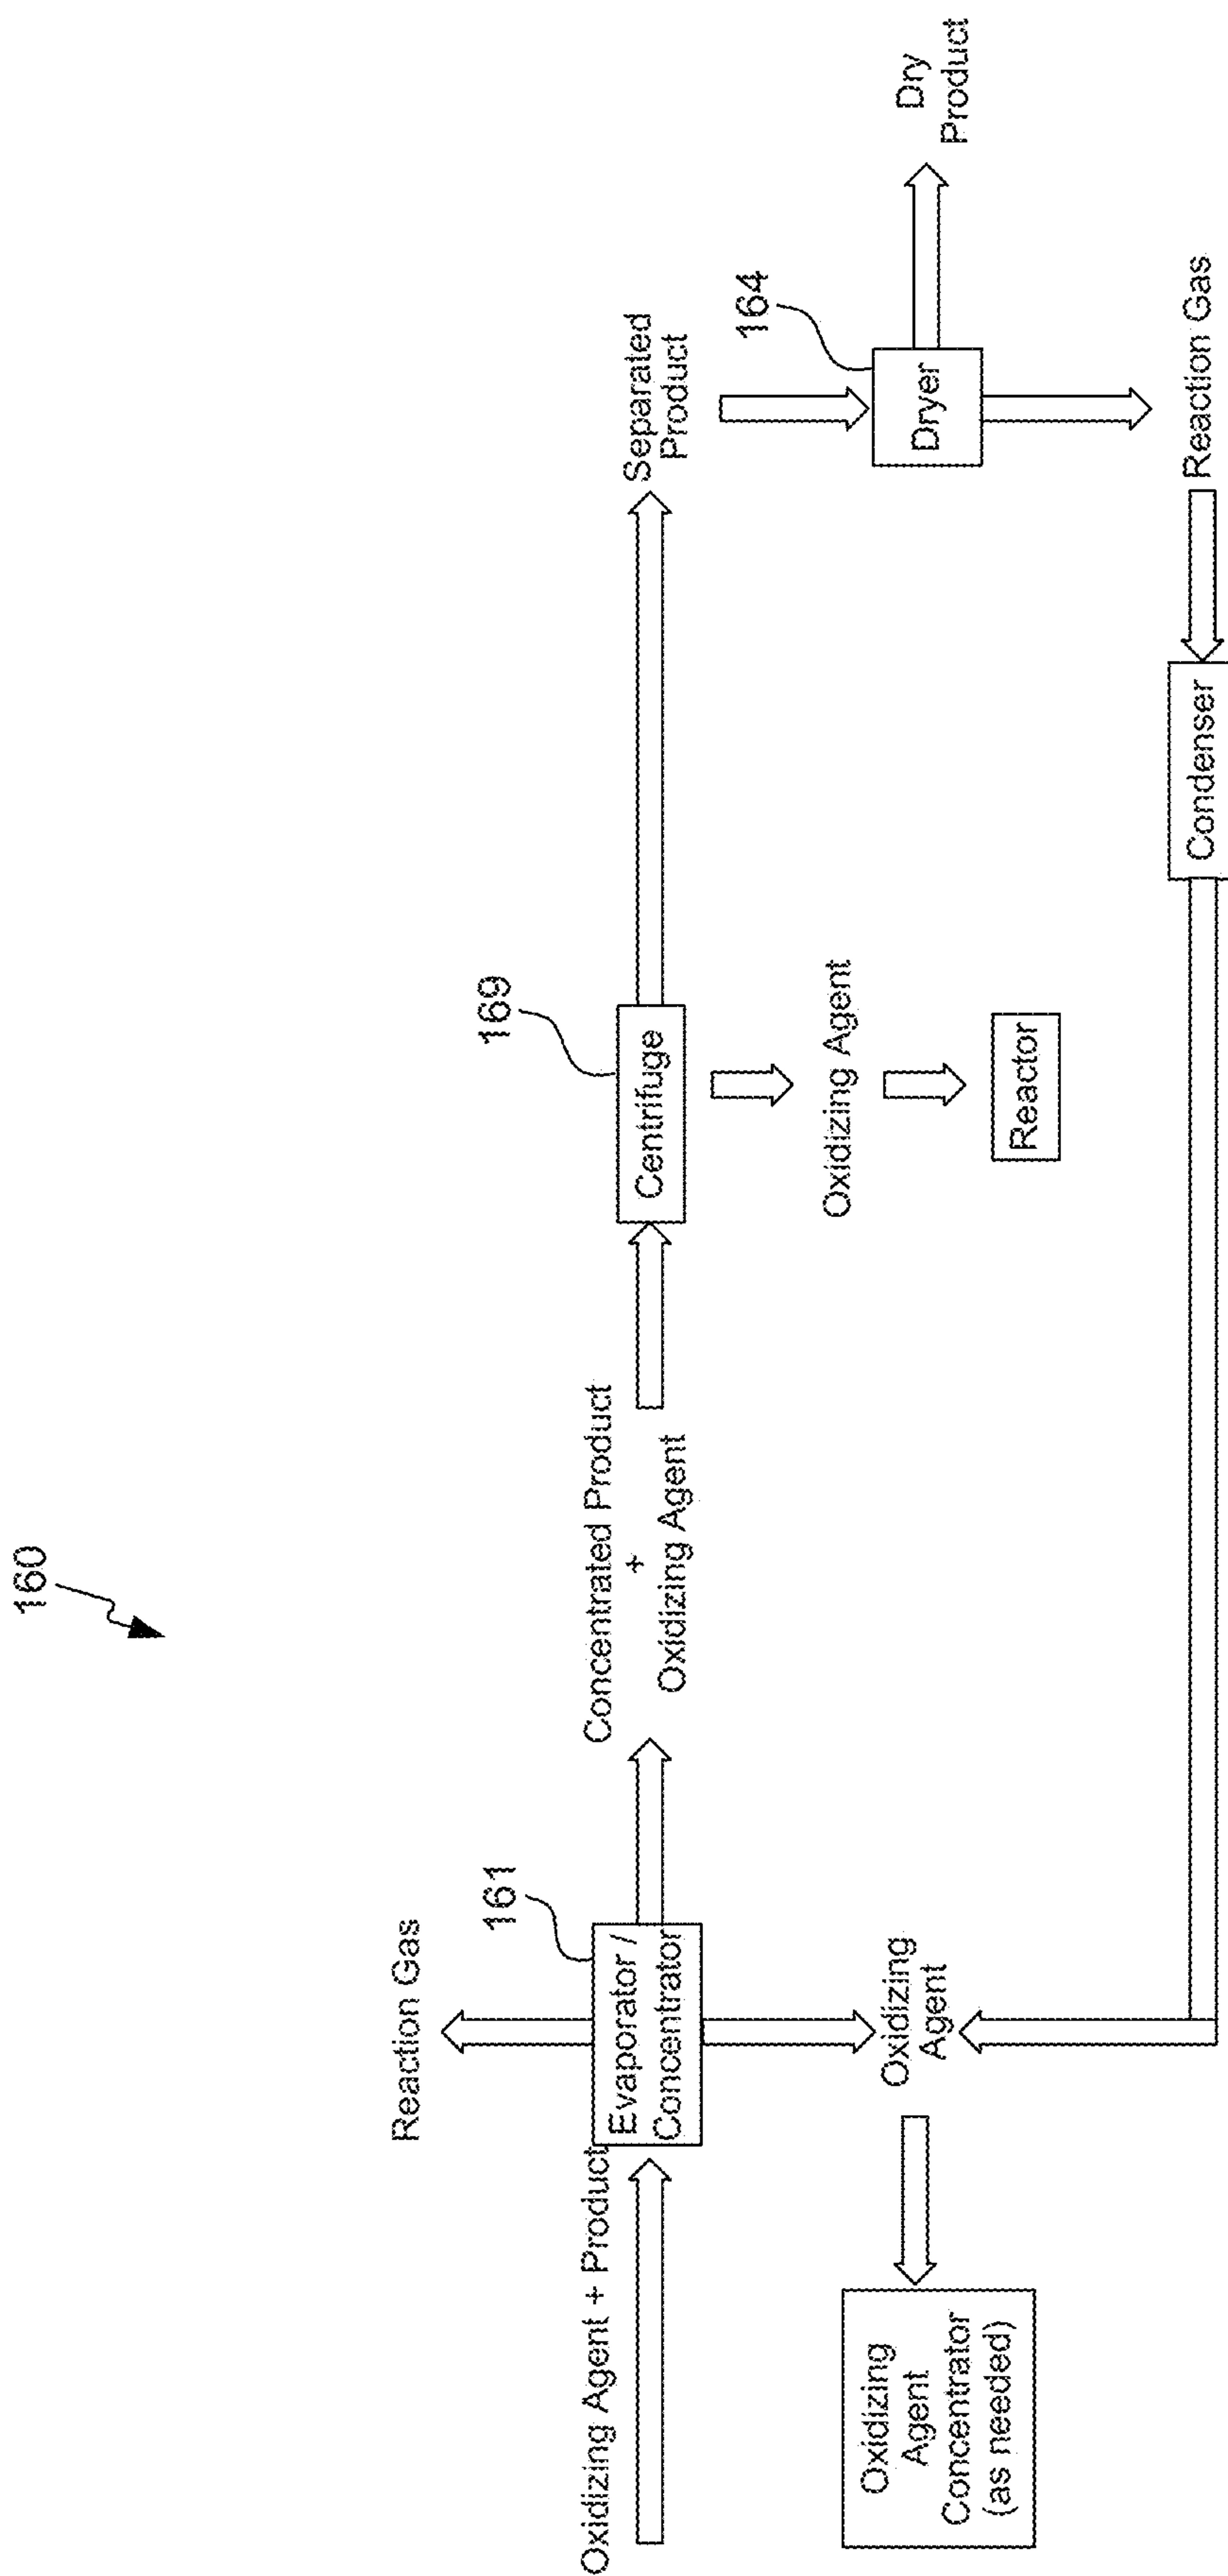 160
Reaction Gas
161
Oxidizing Agent + Product
Evaporator /
Concentrator
Concentrated Product
+
Oxidizing Agent
169
Centrifuge
Separated
Product
164
Dryer
Dry
Product
Oxidizing
Agent
Oxidizing Agent
Oxidizing
Agent
Concentrator
(as needed)
Reactor
Condenser
Reaction Gas